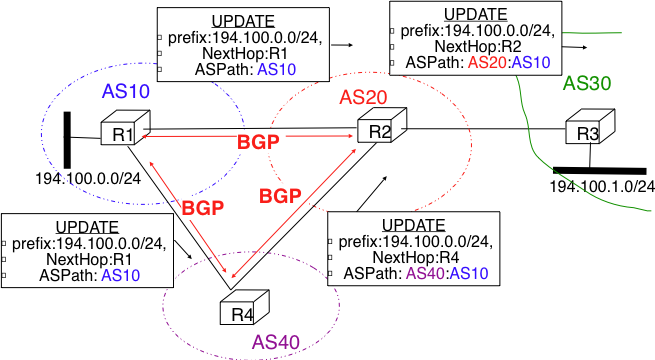 UPDATE
prefix:194.100.0.0/24,
NextHop:R1
ASPath: AS10
UPDATE
prefix:194.100.0.0/24,
NextHop:R2
ASPath: AS20:AS10
AS10
AS20
AS30
R1
BGP
R2
R3
194.100.0.0/24
194.100.1.0/24
BGP
BGP
UPDATE
prefix:194.100.0.0/24,
NextHop:R1
ASPath: AS10
UPDATE
prefix:194.100.0.0/24,
NextHop:R4
ASPath: AS40:AS10
R4
AS40